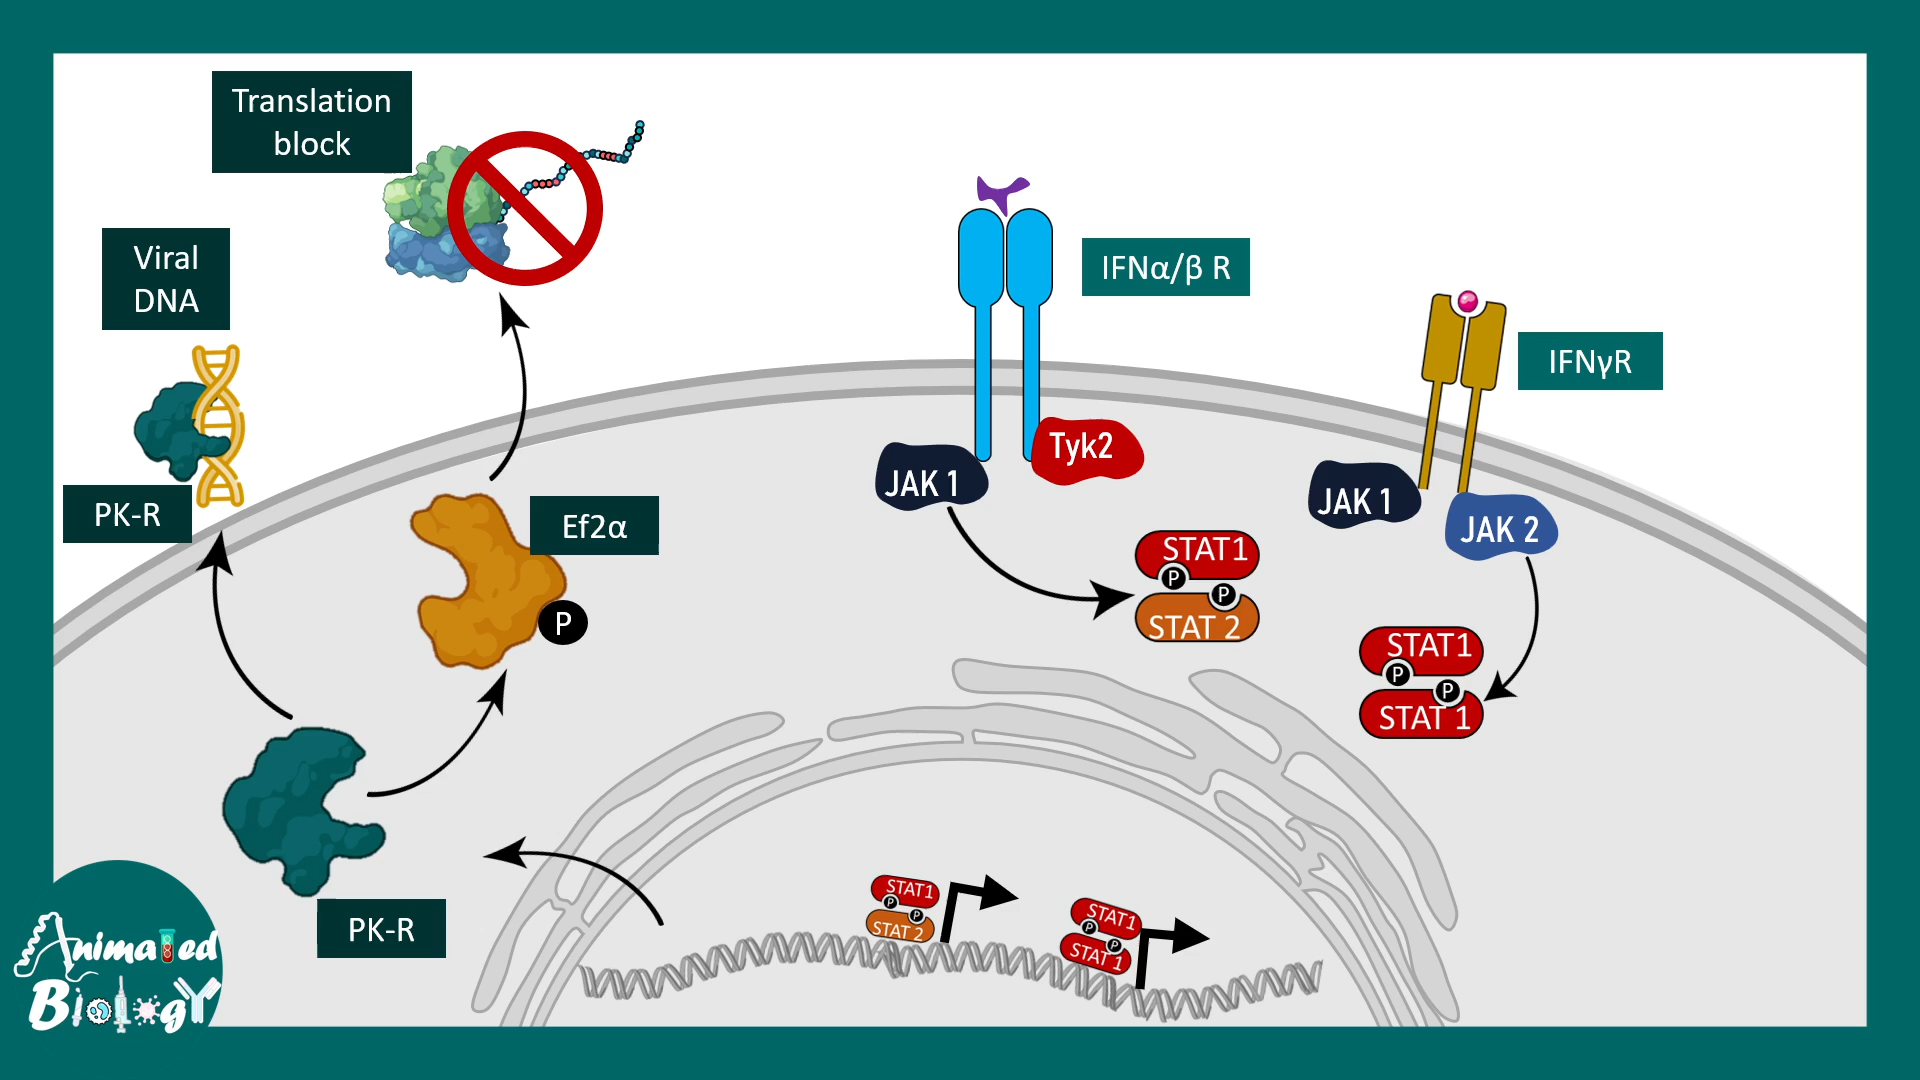 Translation
block
Viral
DNA
PK-R
Ef2α
P
PK-R
IFNα/β R
IFNγR
JAK 1
Tyk2
JAK 1
JAK 2
STAT1
P
P
STAT 2
STAT1
P
P
STAT 1
STAT1
P
P
STAT 2
STAT1
P
P
STAT 1
Animated
Biology